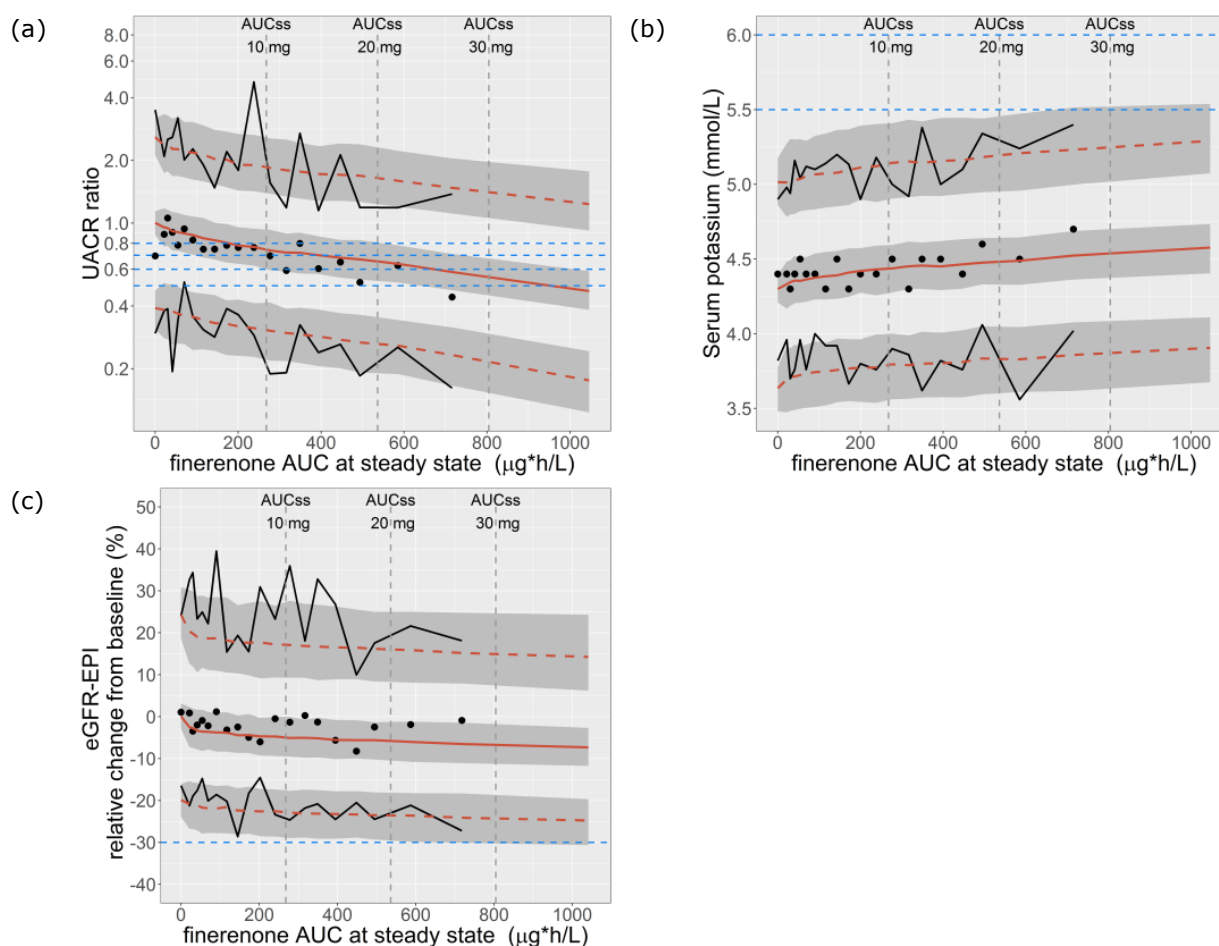 (a)
AUCss AUCss AUCss
10 mg 20 mg 30 mg
8.0
4.0
2.0
1.0
0.8
0.6
0.4
0.2
UACR ratio
0 200 400 600 800 1000
finerenone AUC at steady state (μg*h/L)
(b)
AUCss AUCss AUCss
10 mg 20 mg 30 mg
6.0
5.5
5.0
4.5
4.0
3.5
Serum potassium (mmol/L)
0 200 400 600 800 1000
finerenone AUC at steady state (μg*h/L)
(c)
AUCss AUCss AUCss
10 mg 20 mg 30 mg
50
40
30
20
10
0
-10
-20
-30
-40
eGFR-EPI
relative change from baseline (%)
0 200 400 600 800 1000
finerenone AUC at steady state (μg*h/L)